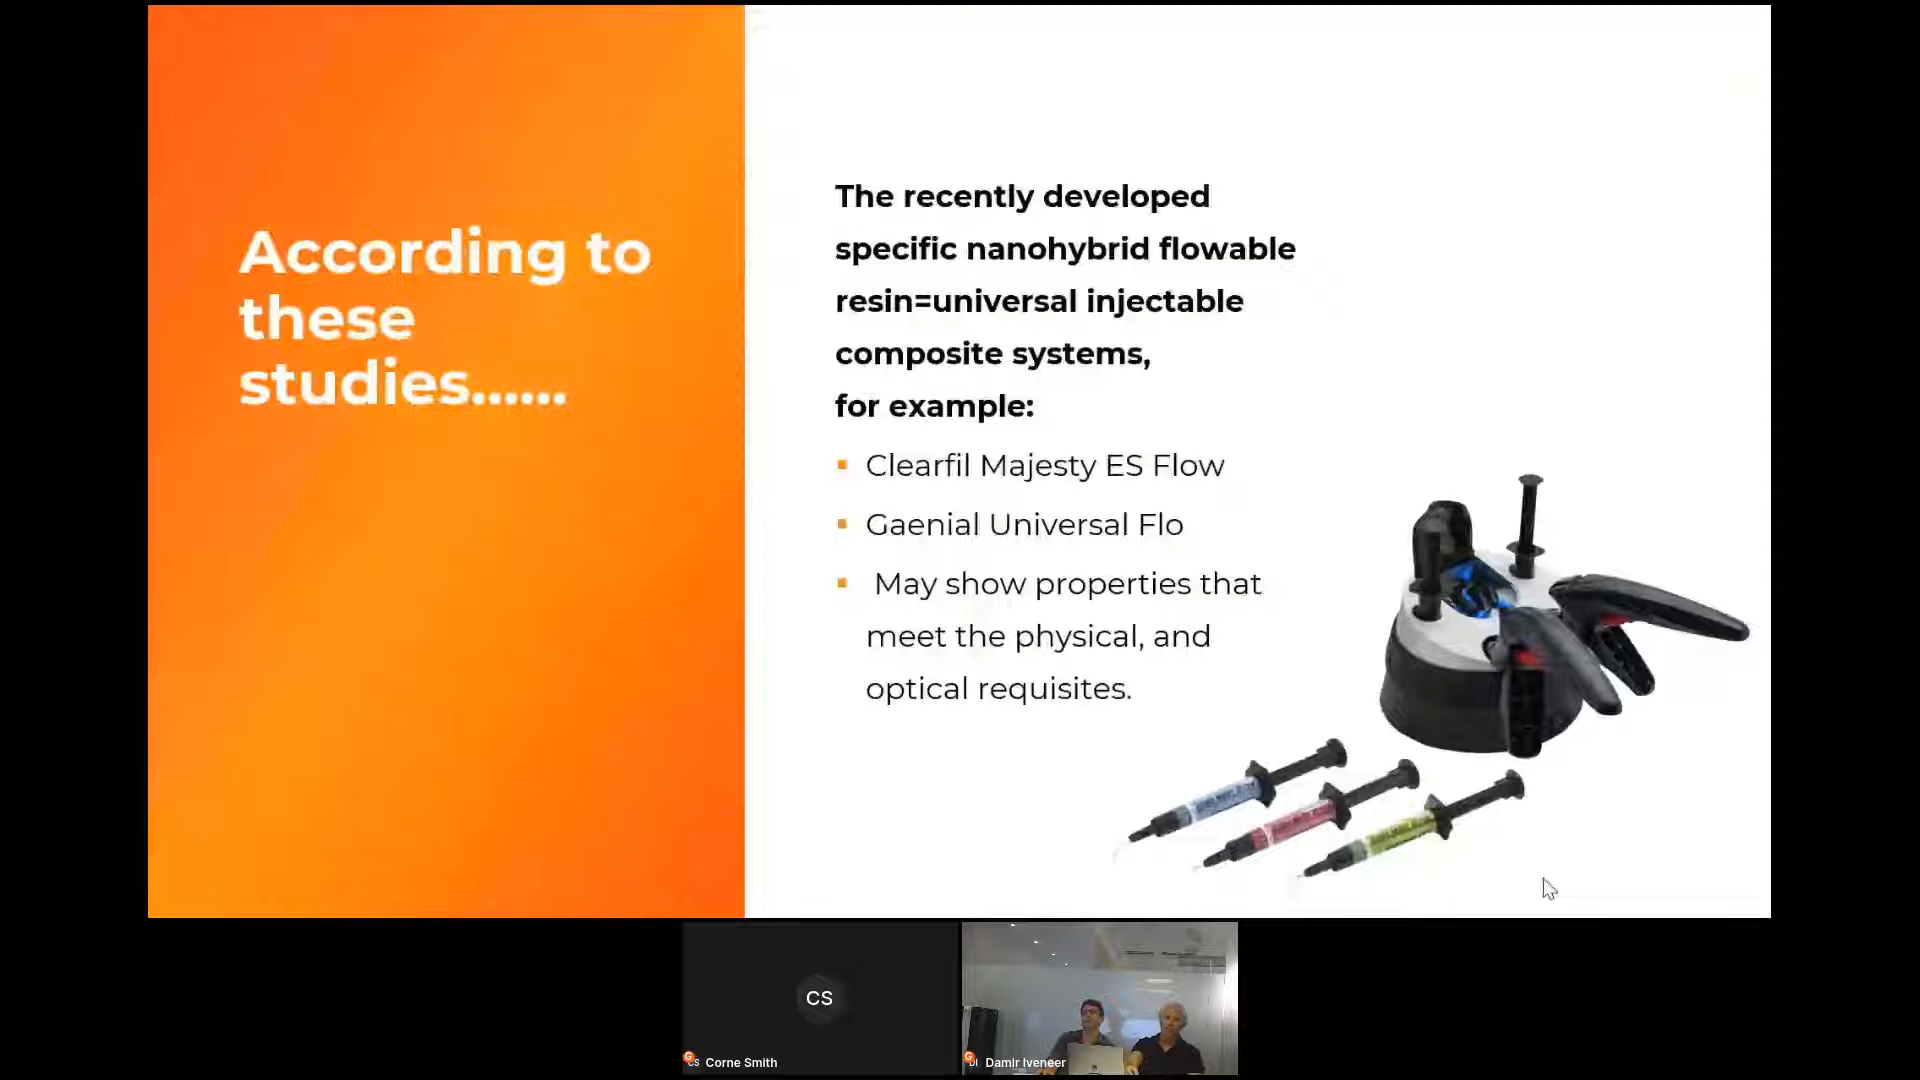 According to
these
studies......
The recently developed
specific nanohybrid flowable
resin=universal injectable
composite systems,
for example:
Clearfil Majesty ES Flow
Gaenial Universal Flo
May show properties that
meet the physical, and
optical requisites.
CS
G CS Corne Smith
G DI Damir Iveneer